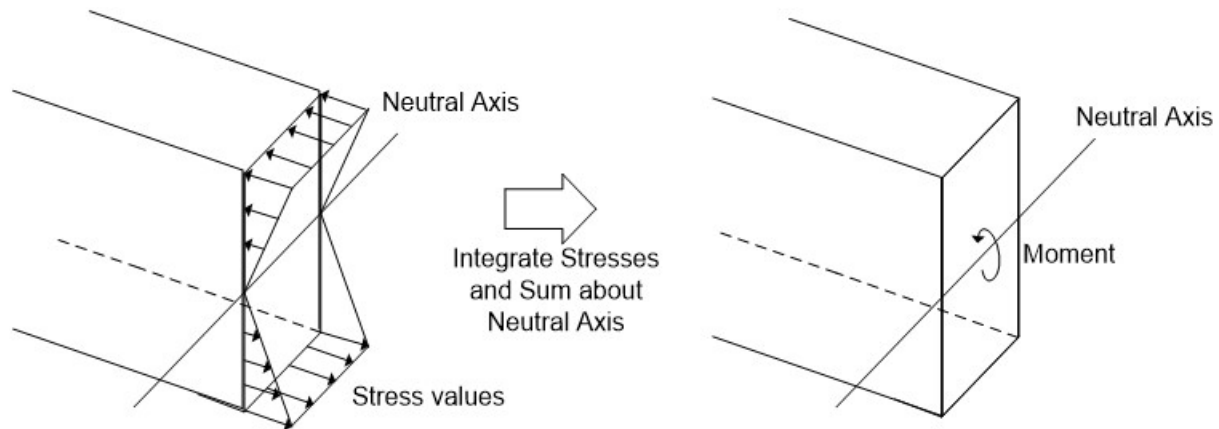 Neutral Axis
Stress values
Integrate Stresses
and Sum about
Neutral Axis
Neutral Axis
Moment